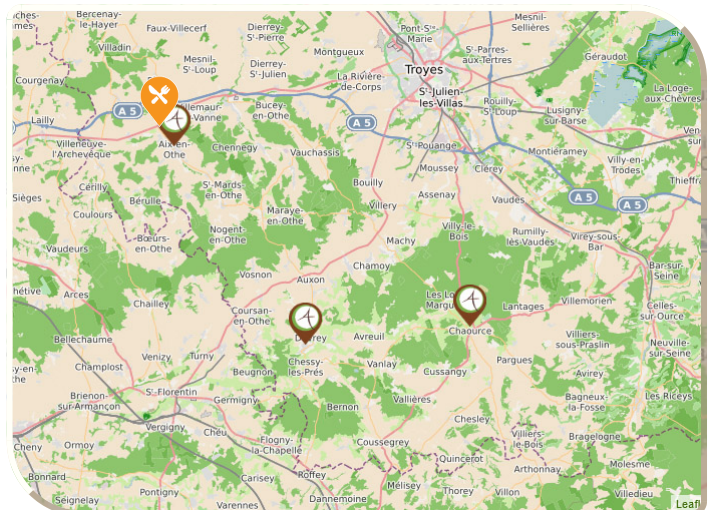 Bercenay-
le-Hayer
Faux-Villecerf
Dierrey-
St-Pierre
Pont-Ste-
Marie
Mesnil-
Sellières
Villadin
Montgueux
St-Parres-
aux-Tertres
Géraudot
Mesnil-
St-Loup
Dierrey-
St-Julien
Troyes
Courgenay
La Rivière-
de-Corps
St-Julien
les-Villas
La Loge-
aux-Chèvres
A 5
Bucey-
en-Othe
Rouilly-
St-Loup
Lusigny-
sur-Barse
Lailly
A 5
Villeneuve-
l'Archevêque
Aix-en-
Othe
Chennegy
Vauchassis
St-Pouange
Montiéramey
Villy-en-
Trodes
Moussey
Clérey
Cérilly
St-Mards-
en-Othe
Bouilly
Assenay
A 5
A 5
Sièges
Bérulle
Villery
Vaudes
Coulours
Maraye-
en-Othe
Nogent-
en-Othe
Villy-le-
Bois
Rumilly-
lès-Vaudes
Virey-sous-
Bar
Bœurs-
en-Othe
Machy
Vaudeurs
Vosnon
Auxon
Chamoy
Bar-sur-
Seine
Arces
Chailley
Coursan-
en-Othe
Lantages
Villemorien
Celles-
sur-Ource
Chaource
Bellechaume
Avreuil
Villiers-
sous-Praslin
Neuville-
sur-Seine
Venizy
Turny
Chessy-
les-Prés
Vanlay
Pargues
Champlost
Beugnon
Cussangy
Avirey
St-Florentin
Brienon-
sur-Armançon
Germigny
Bernon
Vallières
Bagneux-
la-Fosse
Les Riceys
Vergigny
Chéu
Chesley
Villiers-
le-Bois
Bragelogne
Cheny
Ormoy
Flogny-
la-Chapelle
Coussegrey
Quincerot
Arthonnay
Molesme
Bonnard
Carisey
Roffey
Mélisey
Thorey
Villon
Villedieu
Seignelay
Pontigny
Varennes
Dannemoine
Leafl